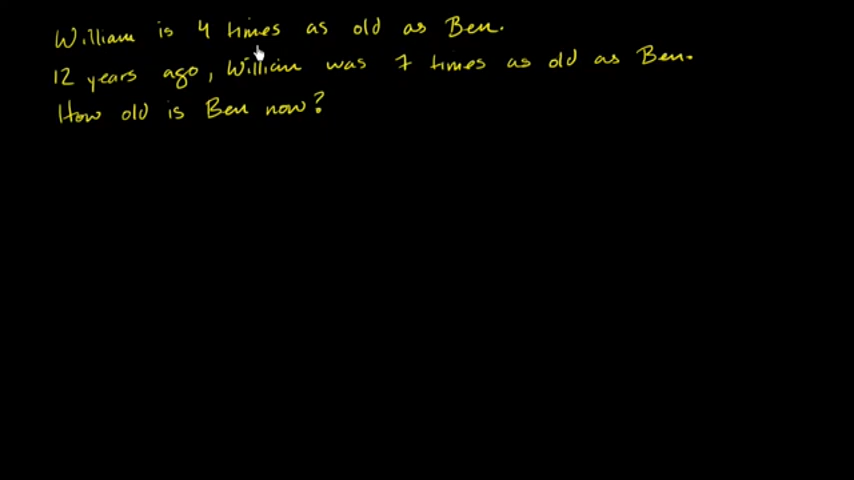 William is 4 times as old as Ben.
12 years ago, William was 7 times as old as Ben.
How old is Ben now?